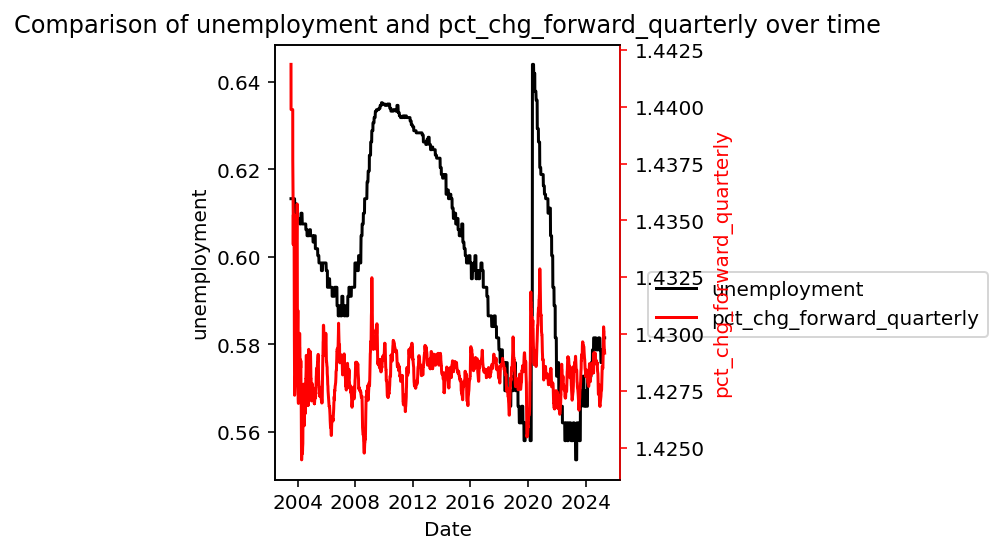 Comparison of unemployment and pct_chg_forward_quarterly over time
0.64
0.62
0.60
0.58
0.56
unemployment
1.4425
1.4400
1.4375
1.4350
1.4325
1.4300
1.4275
1.4250
pct_chg_forward_quarterly
unemployment
pct_chg_forward_quarterly
2004 2008 2012 2016 2020 2024
Date